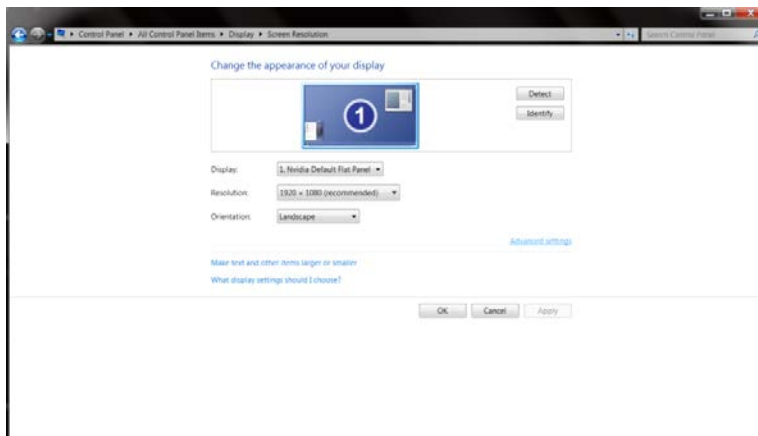 Control Panel ▸ All Control Panel Items ▸ Display ▸ Screen Resolution
Search Control Panel
Change the appearance of your display
1
Detect
Identify
Display:
1. Nvidia Default Flat Panel
Resolution:
1920 × 1080 (recommended)
Orientation:
Landscape
Advanced settings
Make text and other items larger or smaller
What display settings should I choose?
OK
Cancel
Apply